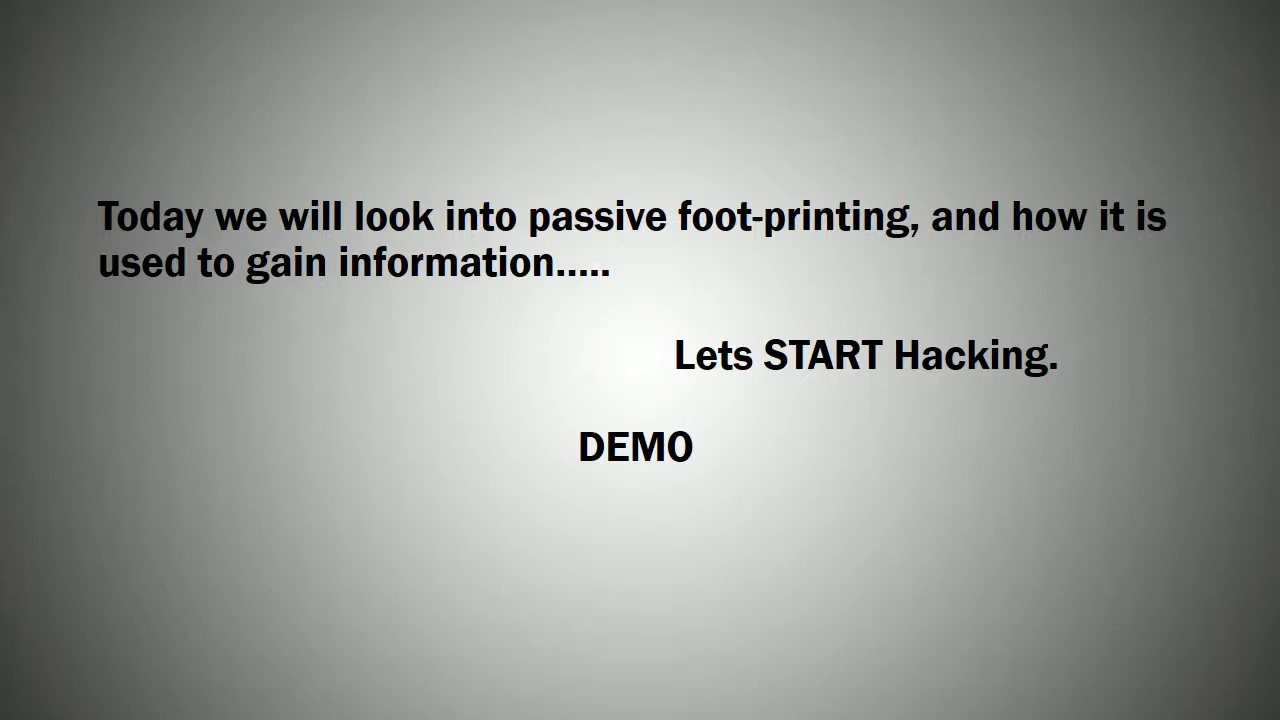 Today we will look into passive foot-printing, and how it is
used to gain information.....
Lets START Hacking.
DEMO